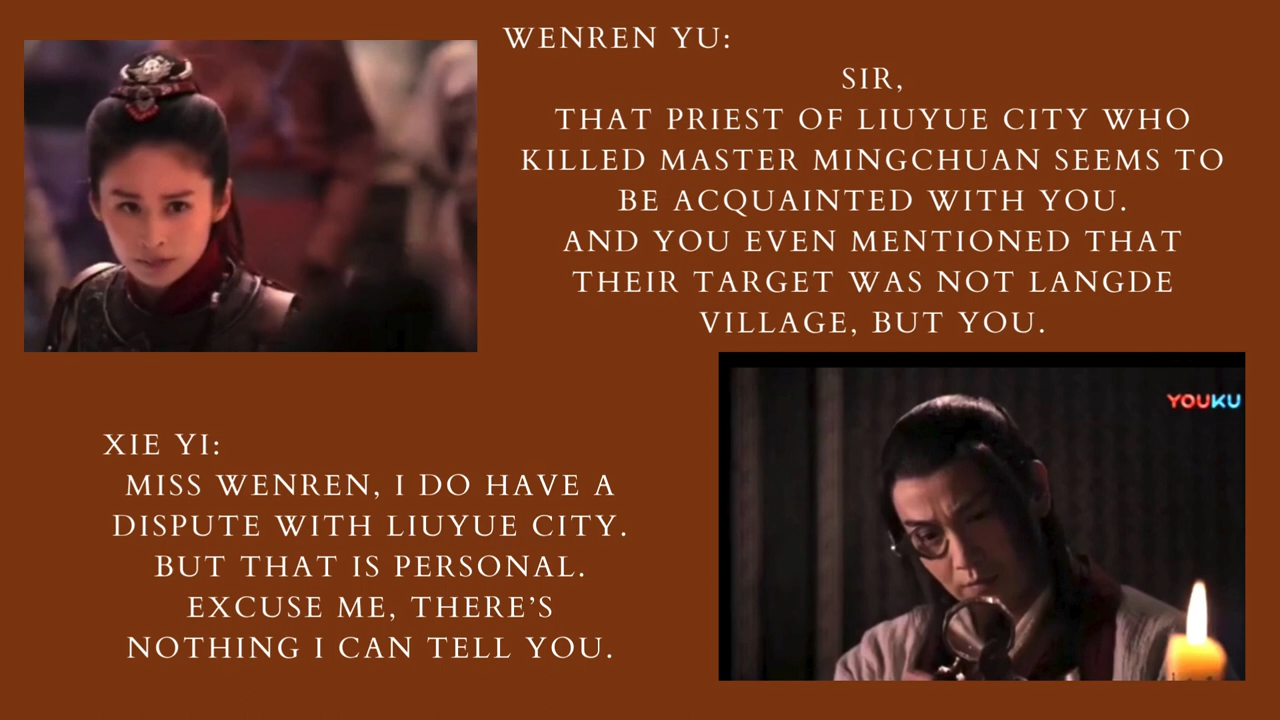 WENREN YU:
SIR,
THAT PRIEST OF LIUYUE CITY WHO
KILLED MASTER MINGCHUAN SEEMS TO
BE ACQUAINTED WITH YOU.
AND YOU EVEN MENTIONED THAT
THEIR TARGET WAS NOT LANGDE
VILLAGE, BUT YOU.
YOUKU
XIE YI:
MISS WENREN, I DO HAVE A
DISPUTE WITH LIUYUE CITY.
BUT THAT IS PERSONAL.
EXCUSE ME, THERE’S
NOTHING I CAN TELL YOU.